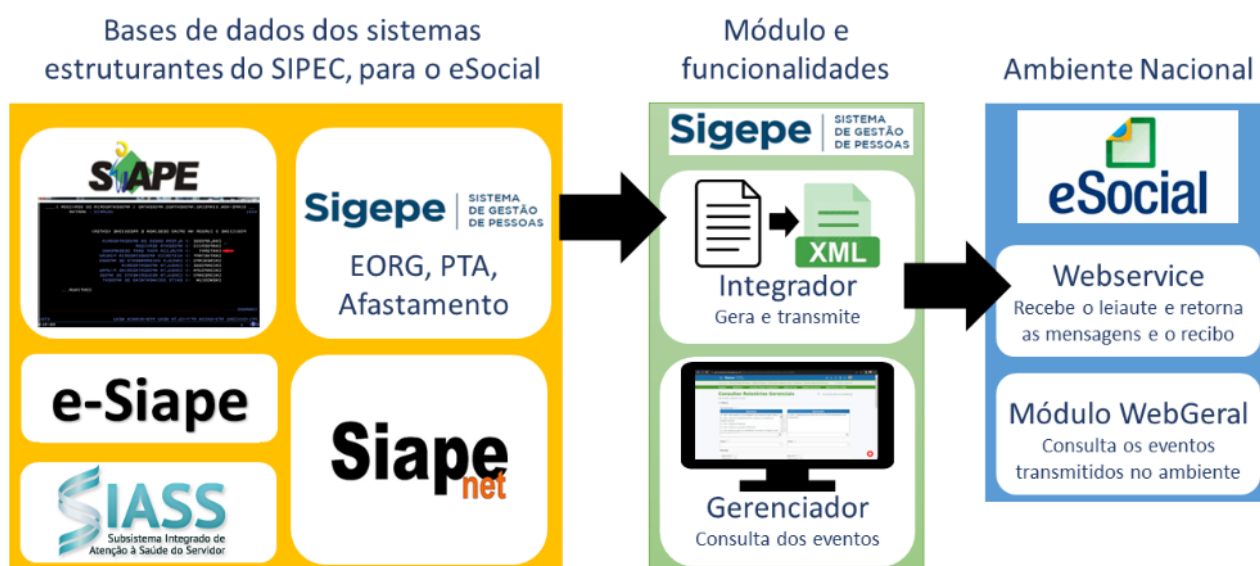 Bases de dados dos sistemas
estruturantes do SIPEC, para o eSocial
Módulo e
funcionalidades
Ambiente Nacional
SIAPE
Sigepe
SISTEMA
DE GESTÃO
DE PESSOAS
EORG, PTA,
Afastamento
e-Siape
Siape
net
SIASS
Subsistema Integrado de
Atenção à Saúde do Servidor
Sigepe
SISTEMA
DE GESTÃO
DE PESSOAS
XML
Integrador
Gera e transmite
Consultar Relatórios Gerenciais
Gerenciador
Consulta dos eventos
eSocial
Webservice
Recebe o leiaute e retorna
as mensagens e o recibo
Módulo WebGeral
Consulta os eventos
transmitidos no ambiente